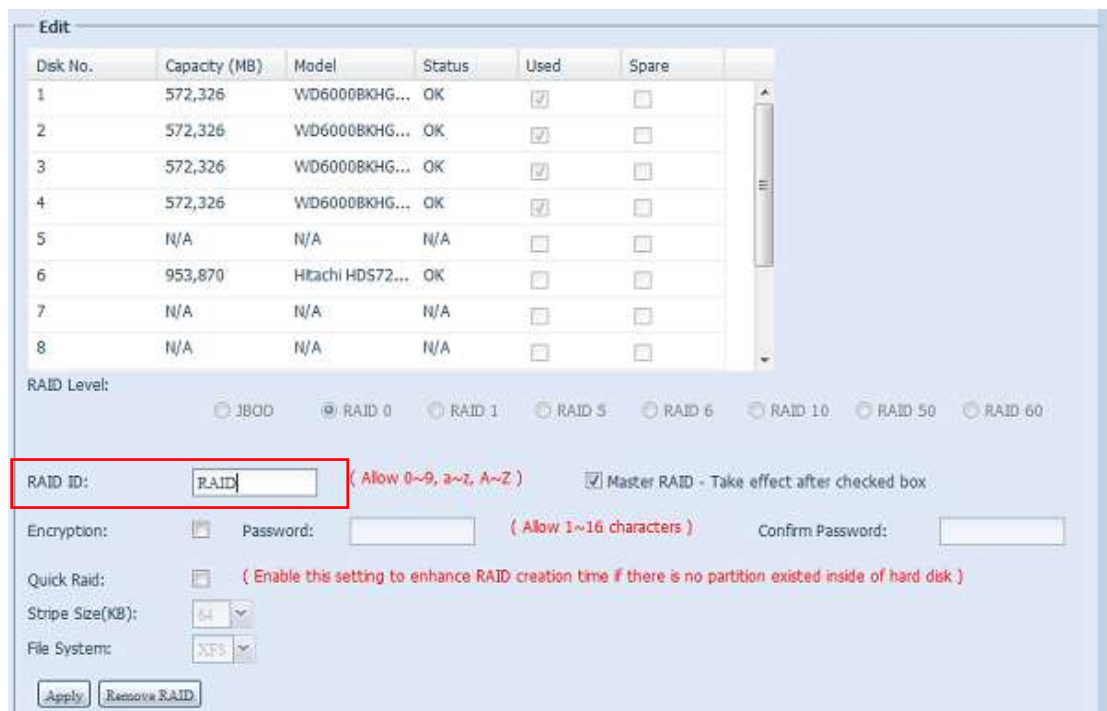 Edit
Disk No. Capacity (MB) Model Status Used Spare
1 572,326 WD6000BKHG... OK
2 572,326 WD6000BKHG... OK
3 572,326 WD6000BKHG... OK
4 572,326 WD6000BKHG... OK
5 N/A N/A N/A
6 953,870 Hitachi HDS72... OK
7 N/A N/A N/A
8 N/A N/A N/A
RAID Level:
JBOD RAID 0 RAID 1 RAID 5 RAID 6 RAID 10 RAID 50 RAID 60
RAID ID: RAID ( Allow 0~9, a~z, A~Z ) Master RAID - Take effect after checked box
Encryption: Password: ( Allow 1~16 characters ) Confirm Password:
Quick Raid: ( Enable this setting to enhance RAID creation time if there is no partition existed inside of hard disk )
Stripe Size(KB): 64
File System: XFS
Apply Remove RAID